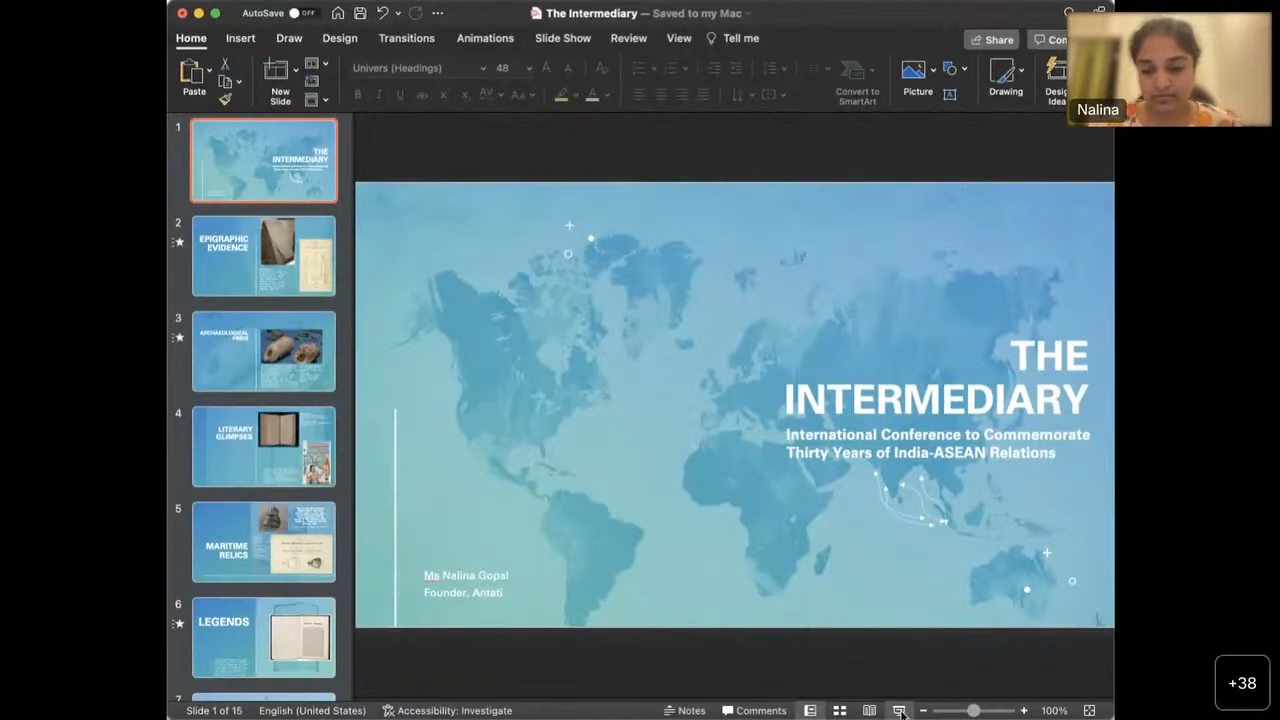 AutoSave OFF
The Intermediary — Saved to my Mac
Home Insert Draw Design Transitions Animations Slide Show Review View Tell me
Share
Nalina
Univers (Headings) 48
Paste
New
Slide
Convert to
SmartArt
Picture
Drawing
1
THE
INTERMEDIARY
2
EPIGRAPHIC
EVIDENCE
3
ARCHAEOLOGICAL
FINDS
4
LITERARY
GLIMPSES
5
MARITIME
RELICS
6
LEGENDS
7
THE
INTERMEDIARY
International Conference to Commemorate
Thirty Years of India-ASEAN Relations
Ms Nalina Gopal
Founder, Antati
+38
Slide 1 of 15 English (United States) Accessibility: Investigate Notes Comments 100%